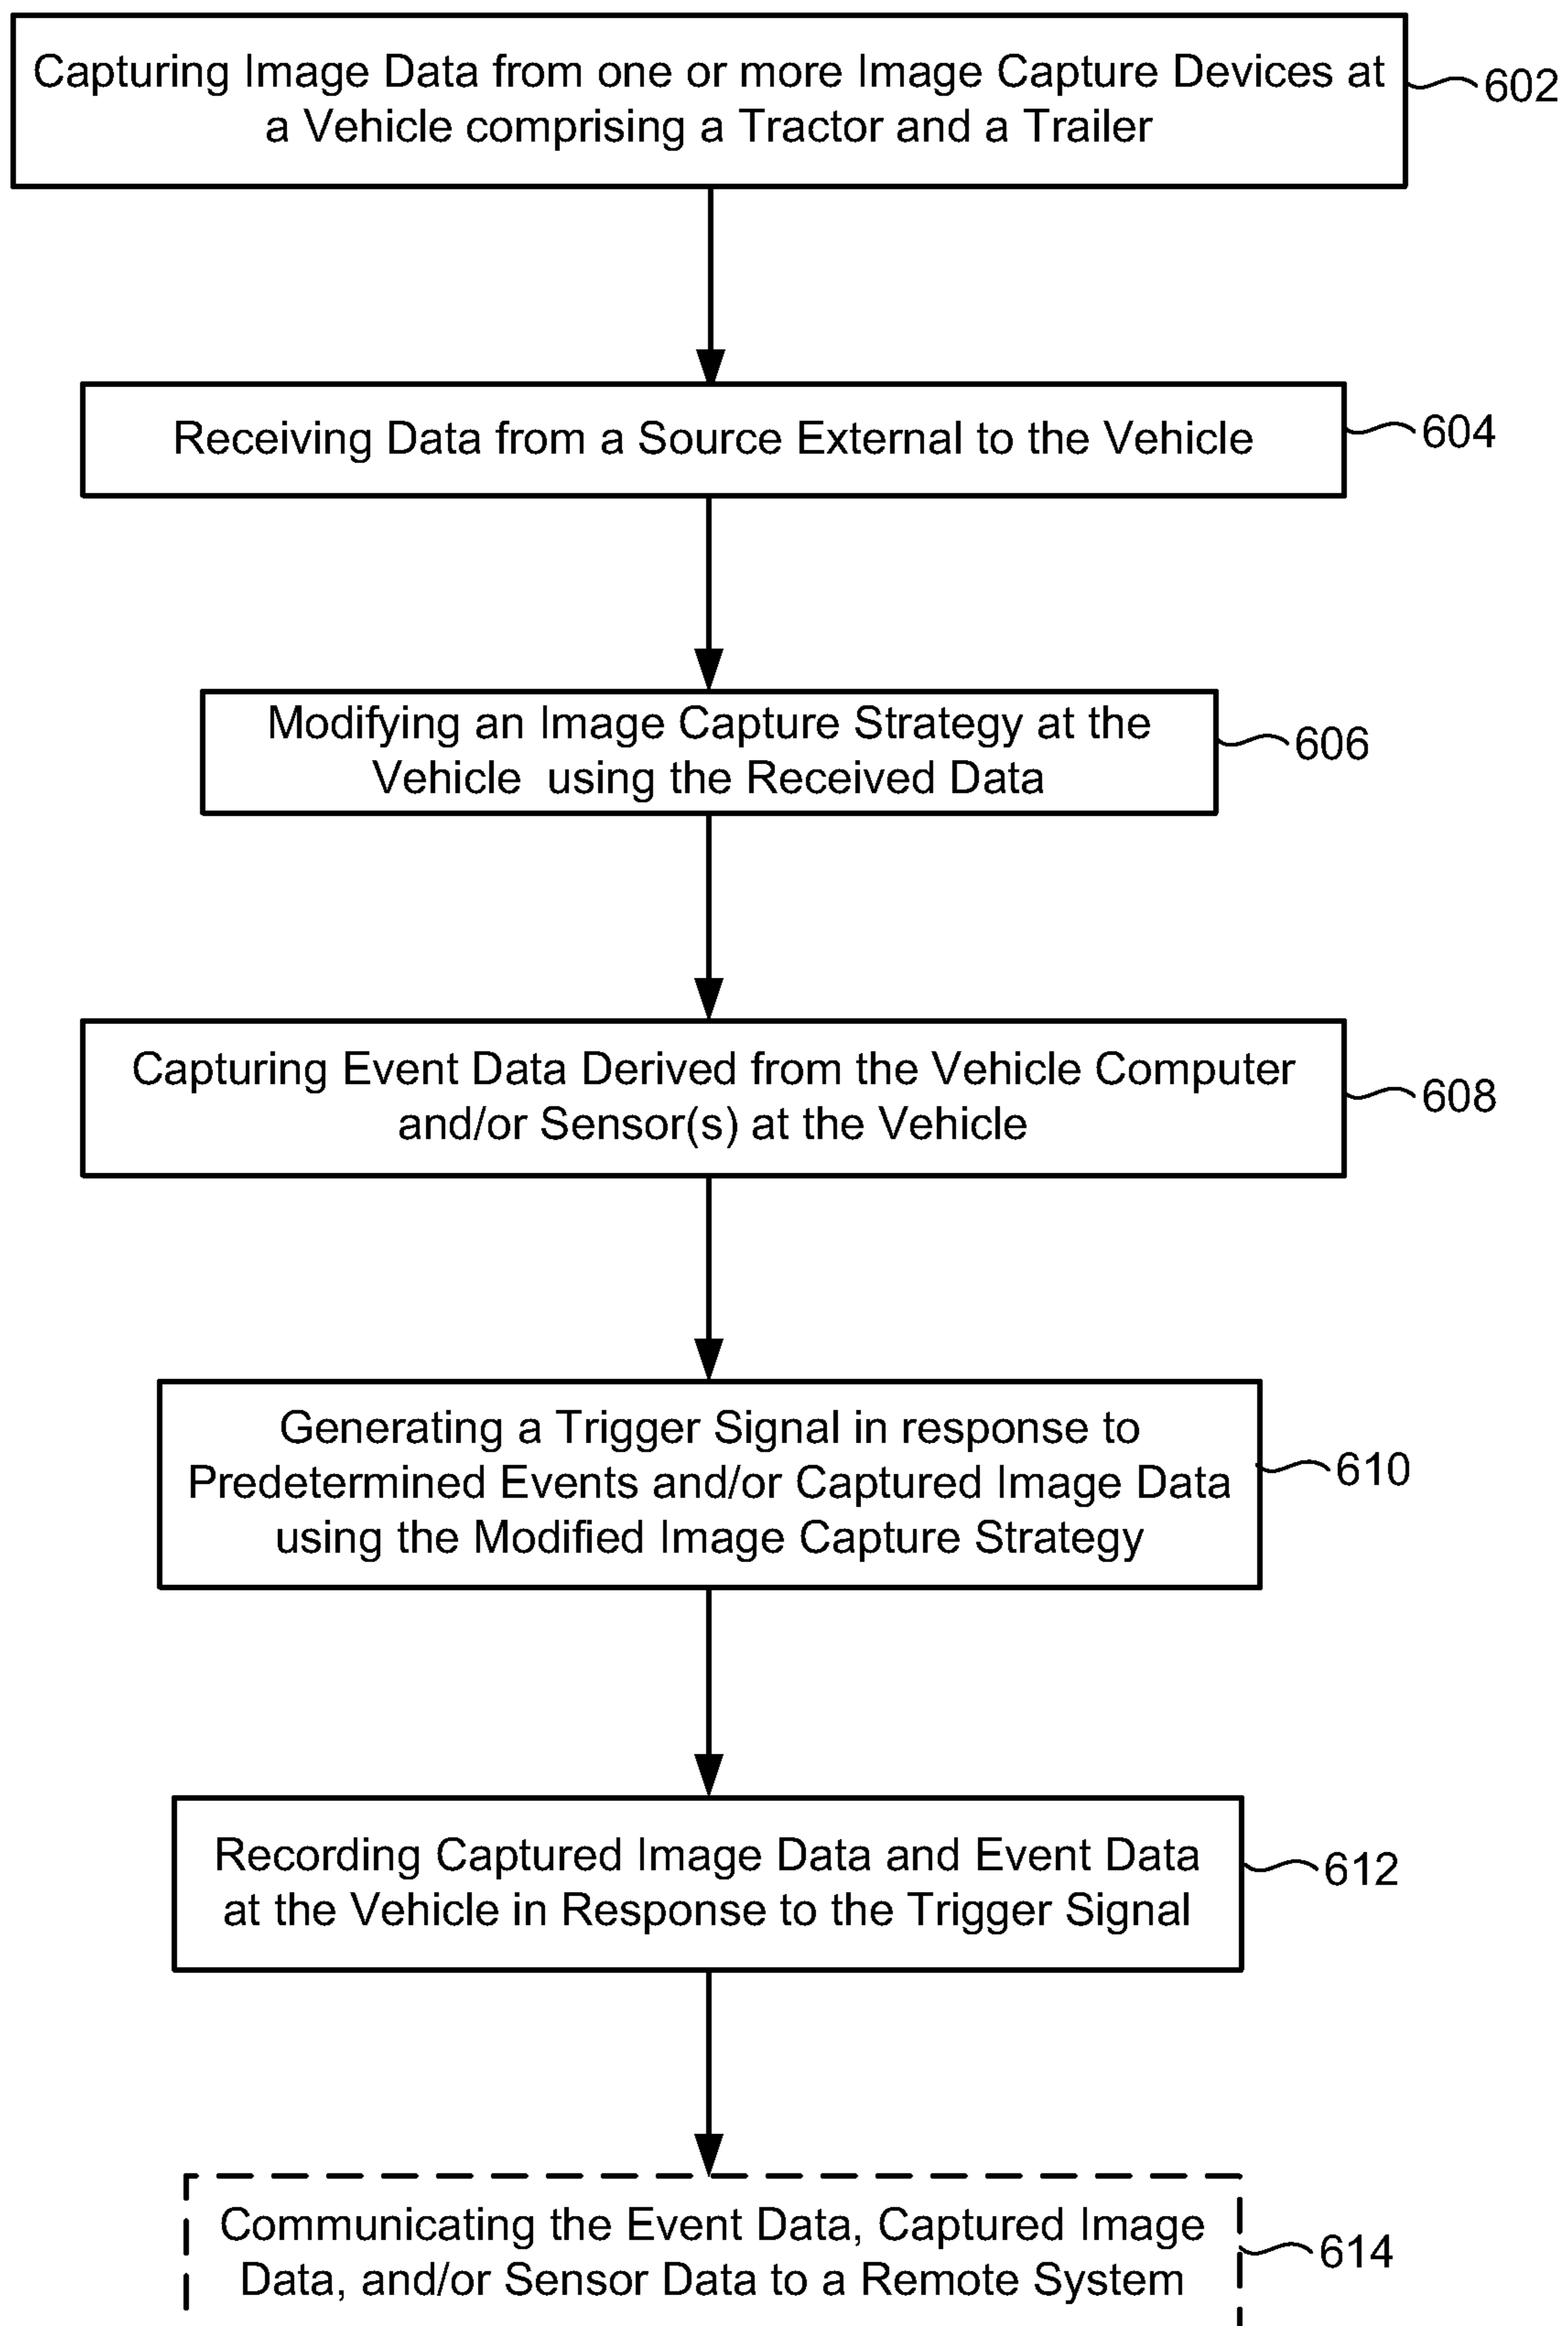 Capturing Image Data from one or more Image Capture Devices at
a Vehicle comprising a Tractor and a Trailer
602
Receiving Data from a Source External to the Vehicle
604
Modifying an Image Capture Strategy at the
Vehicle using the Received Data
606
Capturing Event Data Derived from the Vehicle Computer
and/or Sensor(s) at the Vehicle
608
Generating a Trigger Signal in response to
Predetermined Events and/or Captured Image Data
using the Modified Image Capture Strategy
610
Recording Captured Image Data and Event Data
at the Vehicle in Response to the Trigger Signal
612
Communicating the Event Data, Captured Image
Data, and/or Sensor Data to a Remote System
614